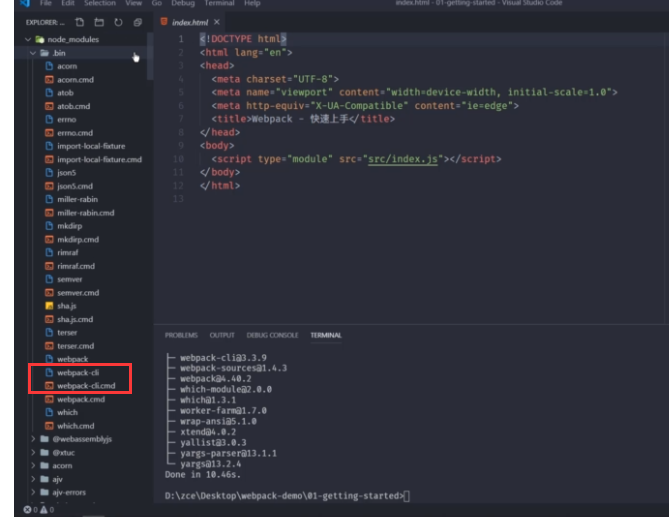 File Edit Selection View Go Debug Terminal Help
index.html - 01-getting-started - Visual Studio Code
EXPLORER: ...
node_modules
.bin
acorn
acorn.cmd
atob
atob.cmd
errno
errno.cmd
import-local-fixture
import-local-fixture.cmd
json5
json5.cmd
miller-rabin
miller-rabin.cmd
mkdirp
mkdirp.cmd
rimraf
rimraf.cmd
semver
semver.cmd
sha.js
sha.js.cmd
terser
terser.cmd
webpack
webpack-cli
webpack-cli.cmd
webpack.cmd
which
which.cmd
@webassemblyjs
@xtuc
acorn
ajv
ajv-errors
0 0
index.html ×
1 <!DOCTYPE html>
2 <html lang="en">
3 <head>
4 <meta charset="UTF-8">
5 <meta name="viewport" content="width=device-width, initial-scale=1.0">
6 <meta http-equiv="X-UA-Compatible" content="ie=edge">
7 <title>Webpack - 快速上手</title>
8 </head>
9 <body>
10 <script type="module" src="src/index.js"></script>
11 </body>
12 </html>
13
PROBLEMS OUTPUT DEBUG CONSOLE TERMINAL
├─ webpack-cli@3.3.9
├─ webpack-sources@1.4.3
├─ webpack@4.40.2
├─ which-module@2.0.0
├─ which@1.3.1
├─ worker-farm@1.7.0
├─ wrap-ansi@5.1.0
├─ xtend@4.0.2
├─ yallist@3.0.3
├─ yargs-parser@13.1.1
└─ yargs@13.2.4
Done in 10.46s.
D:\zce\Desktop\webpack-demo\01-getting-started>